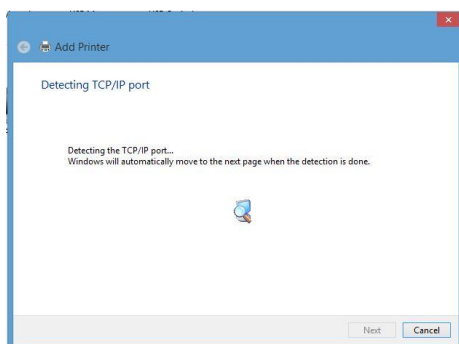 Add Printer
Detecting TCP/IP port
Detecting the TCP/IP port...
Windows will automatically move to the next page when the detection is done.
Next
Cancel